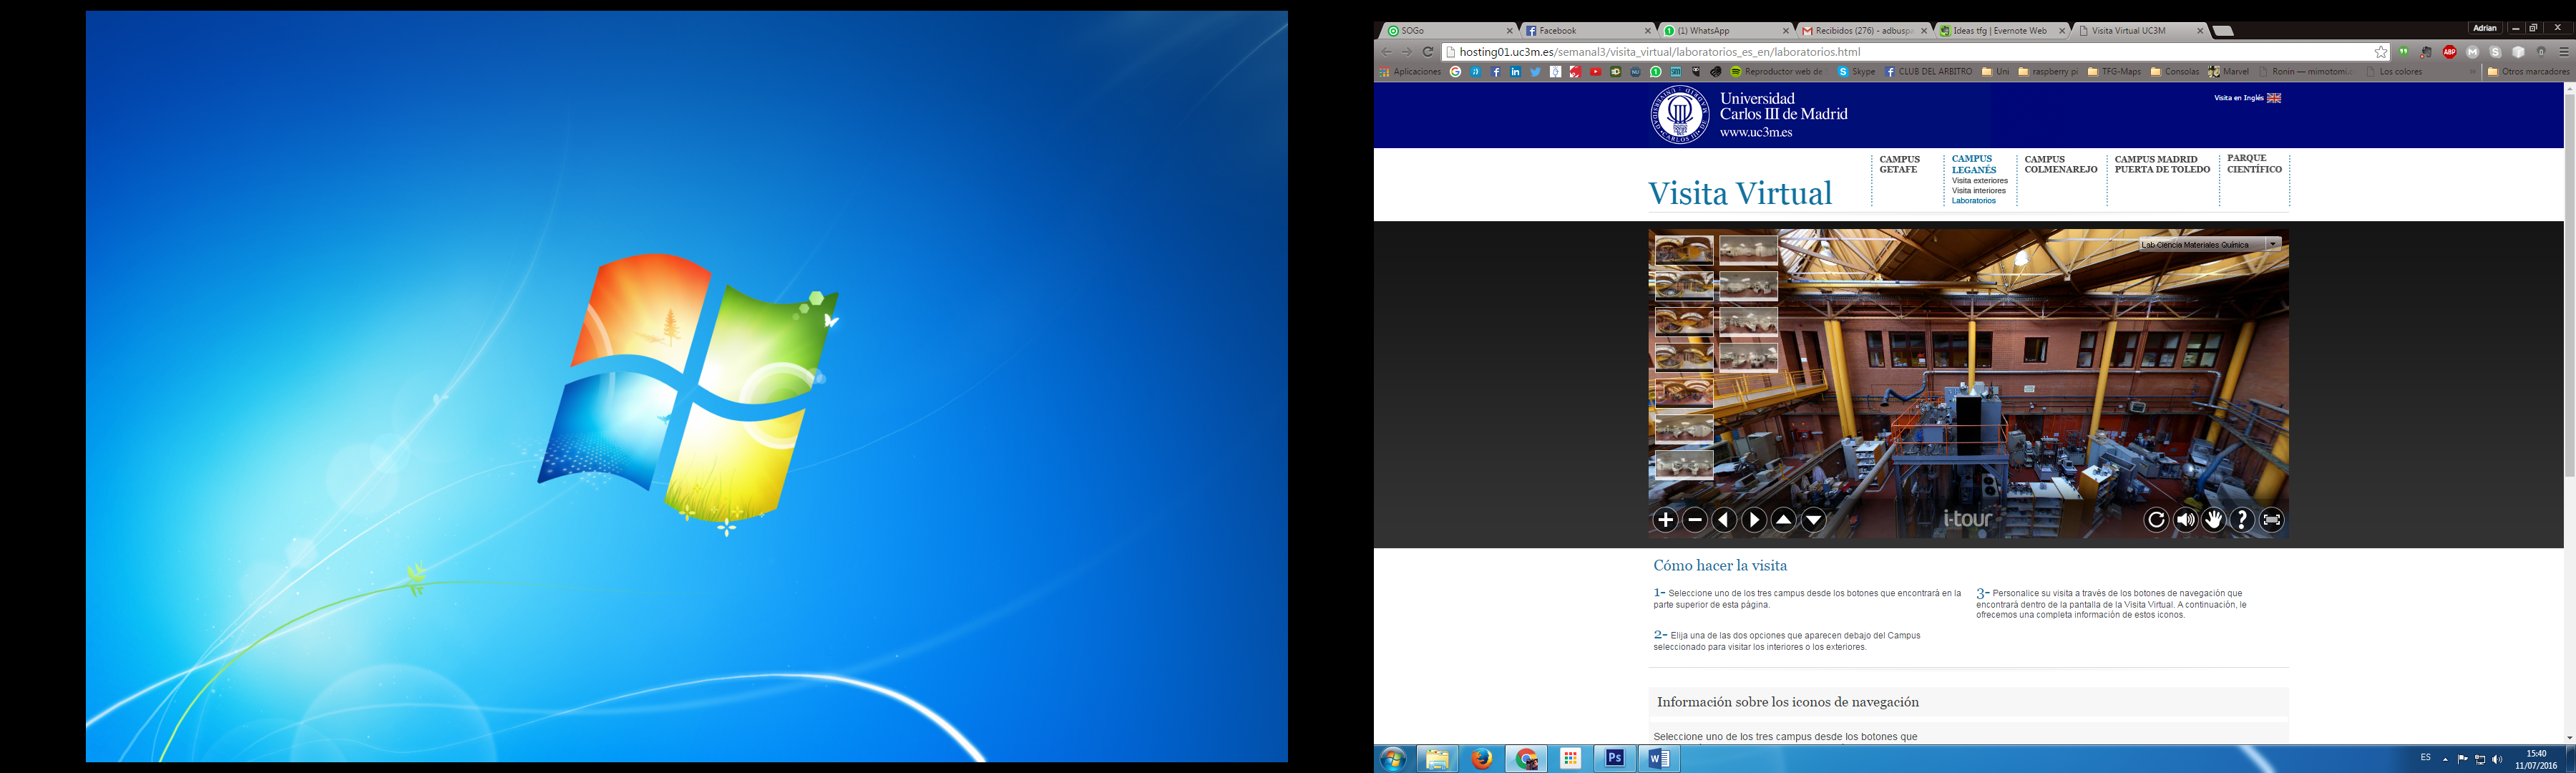 SOGo
Facebook
(1) WhatsApp
Recibidos (276) - adbuspa
Ideas tfg | Evernote Web
Visita Virtual UC3M
Adrian
hosting01.uc3m.es/semanal3/visita_virtual/laboratorios_es_en/laboratorios.html
Aplicaciones
Reproductor web de
Skype
CLUB DEL ARBITRO
Uni
raspberry pi
TFG-Maps
Consolas
Marvel
Ronin — mimotomi
Los colores
Otros marcadores
Universidad
Carlos III de Madrid
www.uc3m.es
Visita en Inglés
Visita Virtual
CAMPUS
GETAFE
CAMPUS
LEGANÉS
Visita exteriores
Visita interiores
Laboratorios
CAMPUS
COLMENAREJO
CAMPUS MADRID
PUERTA DE TOLEDO
PARQUE
CIENTÍFICO
Lab Ciencia Materiales Química
i-tour
Cómo hacer la visita
1- Seleccione uno de los tres campus desde los botones que encontrará en la
parte superior de esta página.
2- Elija una de las dos opciones que aparecen debajo del Campus
seleccionado para visitar los interiores o los exteriores.
3- Personalice su visita a través de los botones de navegación que
encontrará dentro de la pantalla de la Visita Virtual. A continuación, le
ofrecemos una completa información de estos iconos.
Información sobre los iconos de navegación
Seleccione uno de los tres campus desde los botones que
Ps
ES
15:40
11/07/2016